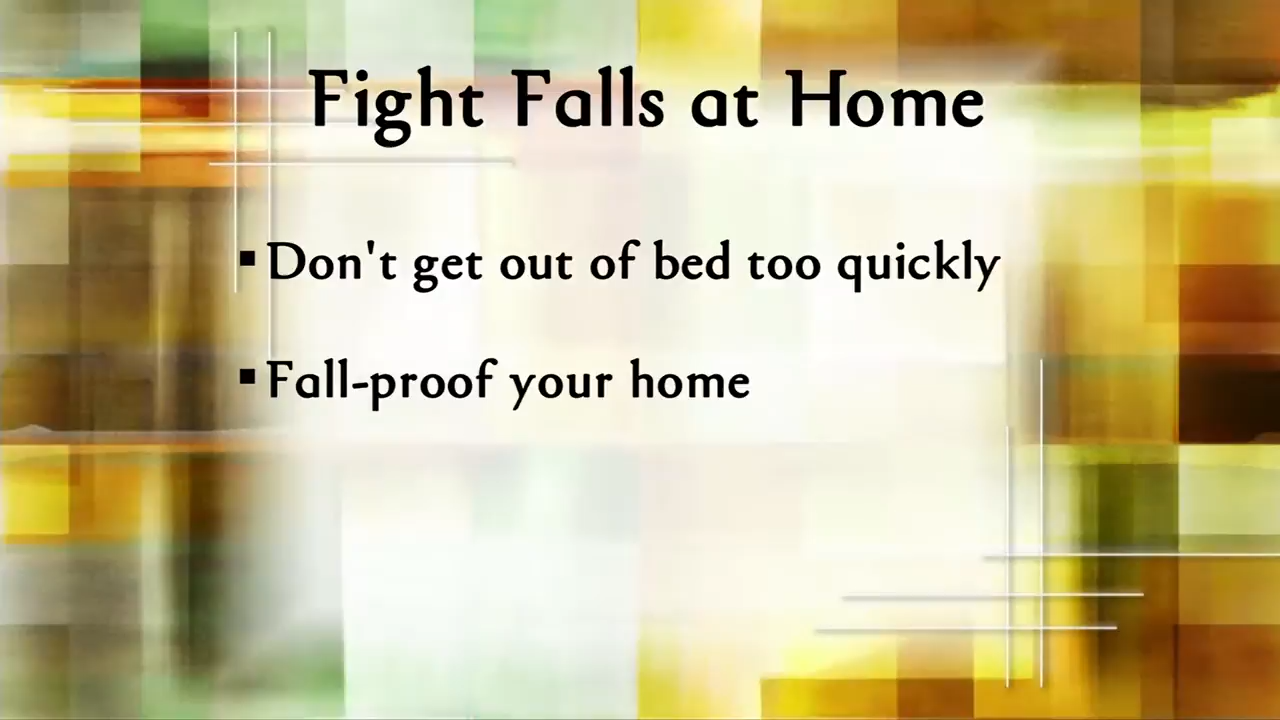 Fight Falls at Home
▪ Don't get out of bed too quickly
▪ Fall-proof your home